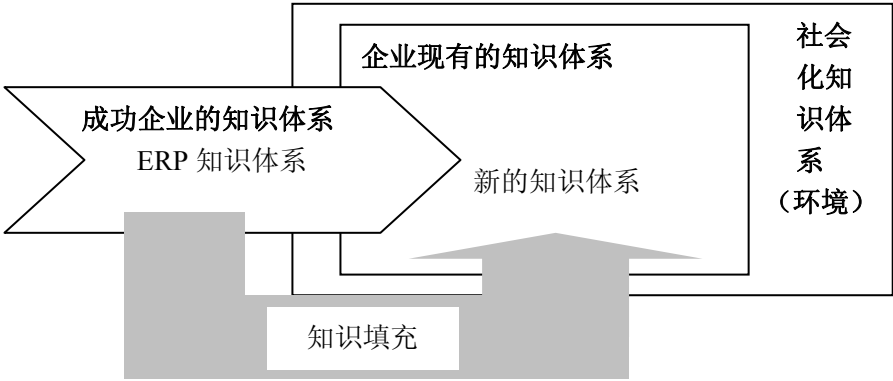 成功企业的知识体系
ERP 知识体系
企业现有的知识体系
新的知识体系
社会
化知
识体
系
（环境）
知识填充